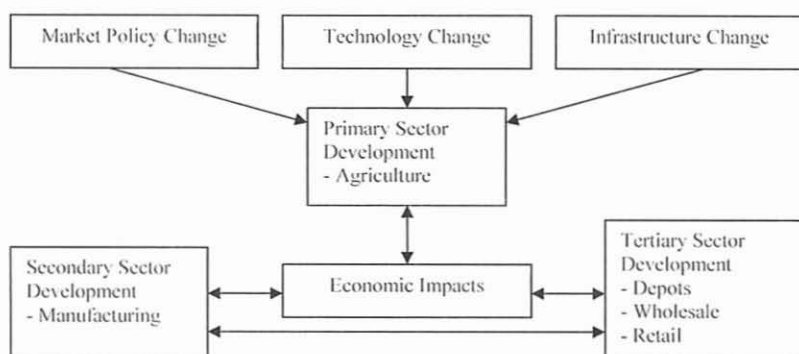 Market Policy Change
Technology Change
Infrastructure Change
Primary Sector
Development
- Agriculture
Secondary Sector
Development
- Manufacturing
Economic Impacts
Tertiary Sector
Development
- Depots
- Wholesale
- Retail